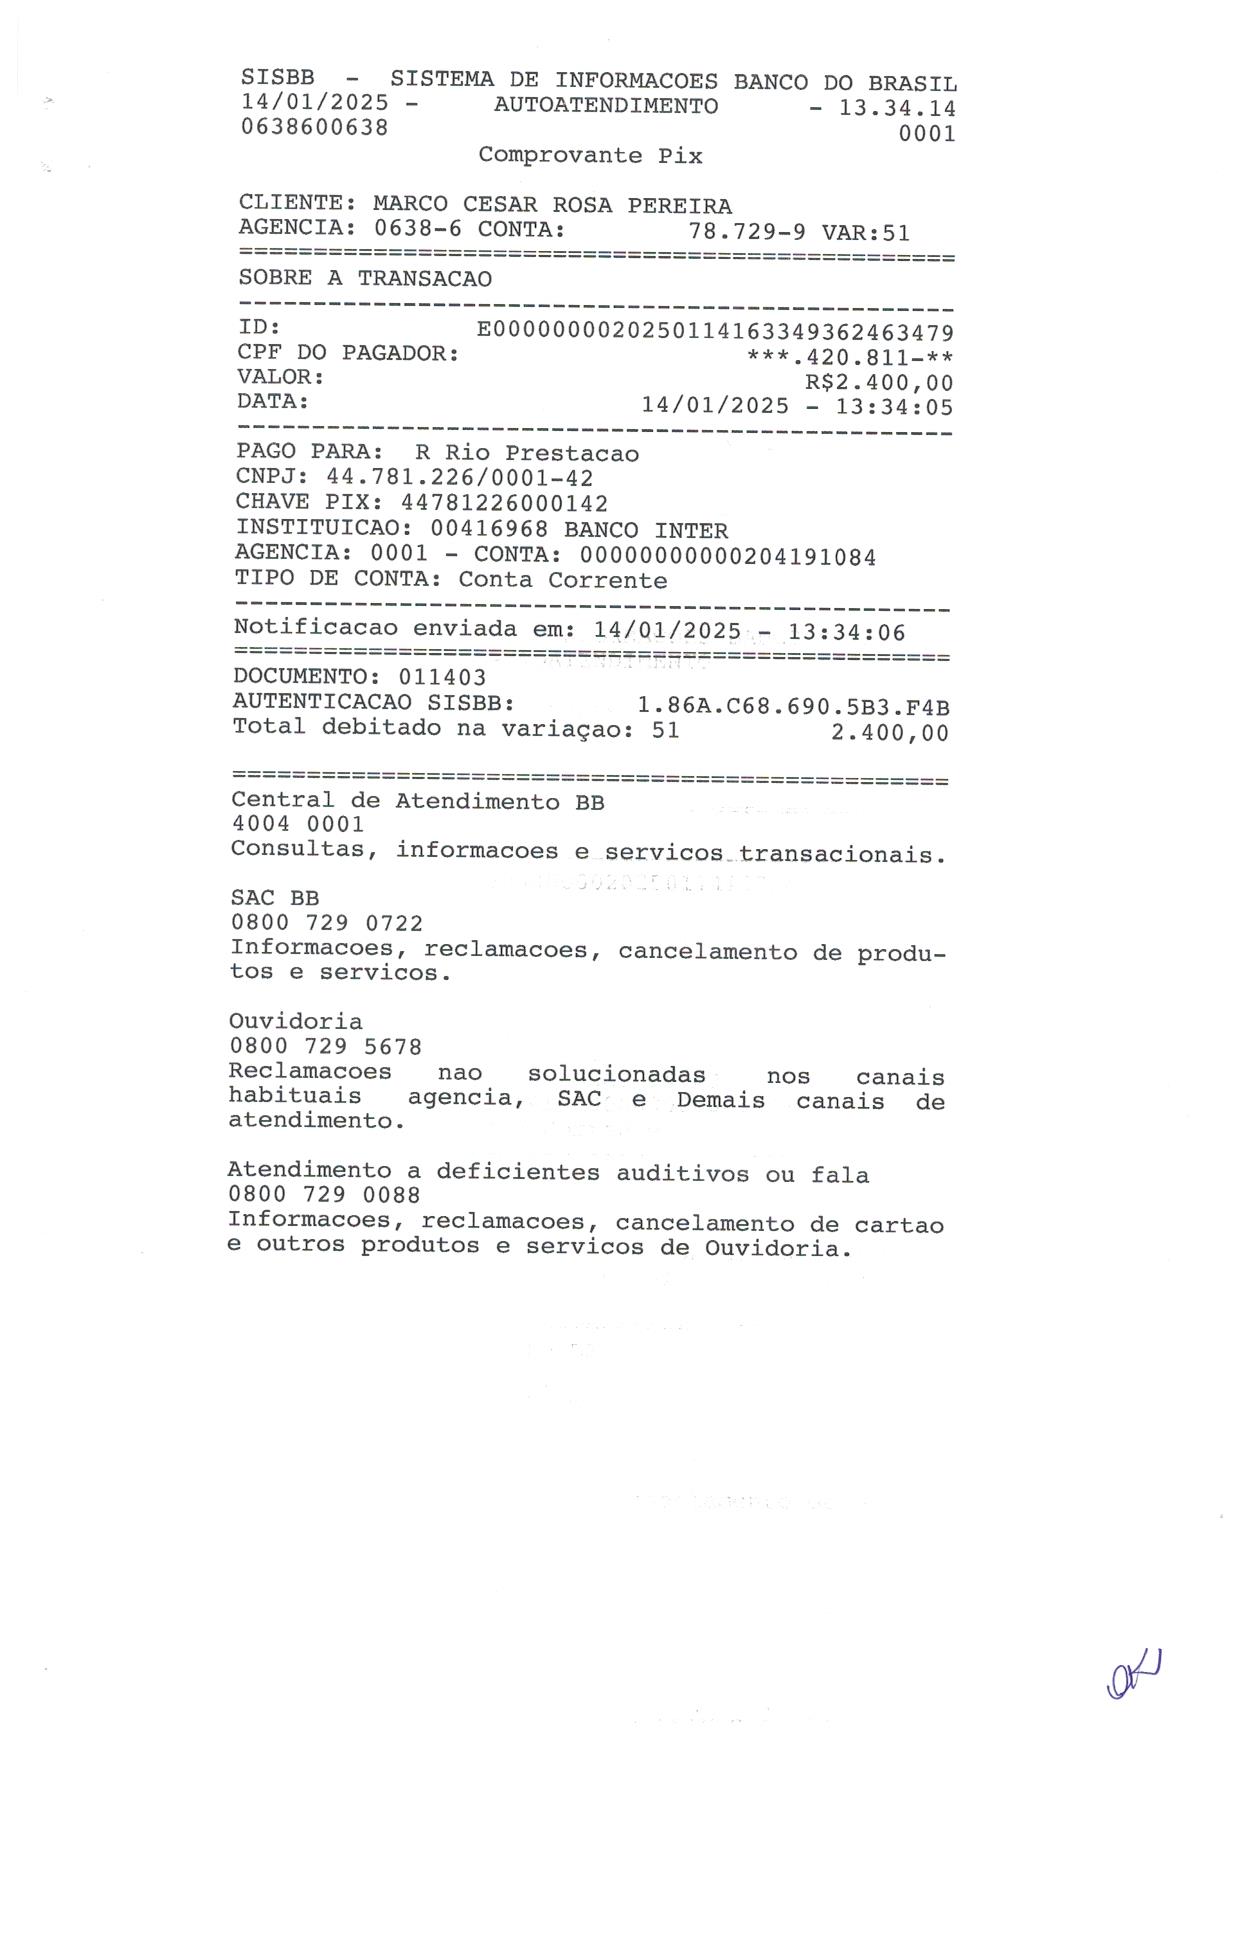 SISBB - SISTEMA DE INFORMACOES BANCO DO BRASIL
14/01/2025 - AUTOATENDIMENTO - 13.34.14
0638600638 0001
Comprovante Pix
CLIENTE: MARCO CESAR ROSA PEREIRA
AGENCIA: 0638-6 CONTA: 78.729-9 VAR:51
================================================
SOBRE A TRANSACAO
------------------------------------------------
ID: E0000000020250114163349362463479
CPF DO PAGADOR: ***.420.811-**
VALOR: R$2.400,00
DATA: 14/01/2025 - 13:34:05
------------------------------------------------
PAGO PARA: R Rio Prestacao
CNPJ: 44.781.226/0001-42
CHAVE PIX: 44781226000142
INSTITUICAO: 00416968 BANCO INTER
AGENCIA: 0001 - CONTA: 00000000000204191084
TIPO DE CONTA: Conta Corrente
------------------------------------------------
Notificacao enviada em: 14/01/2025 - 13:34:06
================================================
DOCUMENTO: 011403
AUTENTICACAO SISBB: 1.86A.C68.690.5B3.F4B
Total debitado na variaçao: 51 2.400,00
================================================
Central de Atendimento BB
4004 0001
Consultas, informacoes e servicos transacionais.
SAC BB
0800 729 0722
Informacoes, reclamacoes, cancelamento de produ-
tos e servicos.
Ouvidoria
0800 729 5678
Reclamacoes nao solucionadas nos canais
habituais agencia, SAC e Demais canais de
atendimento.
Atendimento a deficientes auditivos ou fala
0800 729 0088
Informacoes, reclamacoes, cancelamento de cartao
e outros produtos e servicos de Ouvidoria.
OK